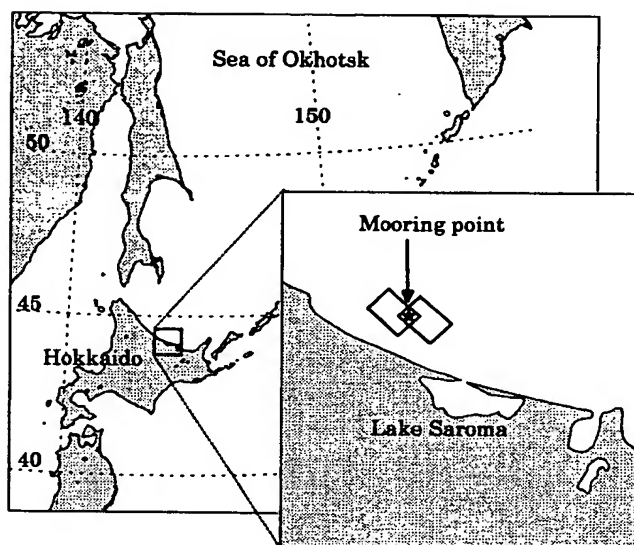 Sea of Okhotsk
140
150
50
Mooring point
45
Hokkaido
Lake Saroma
40